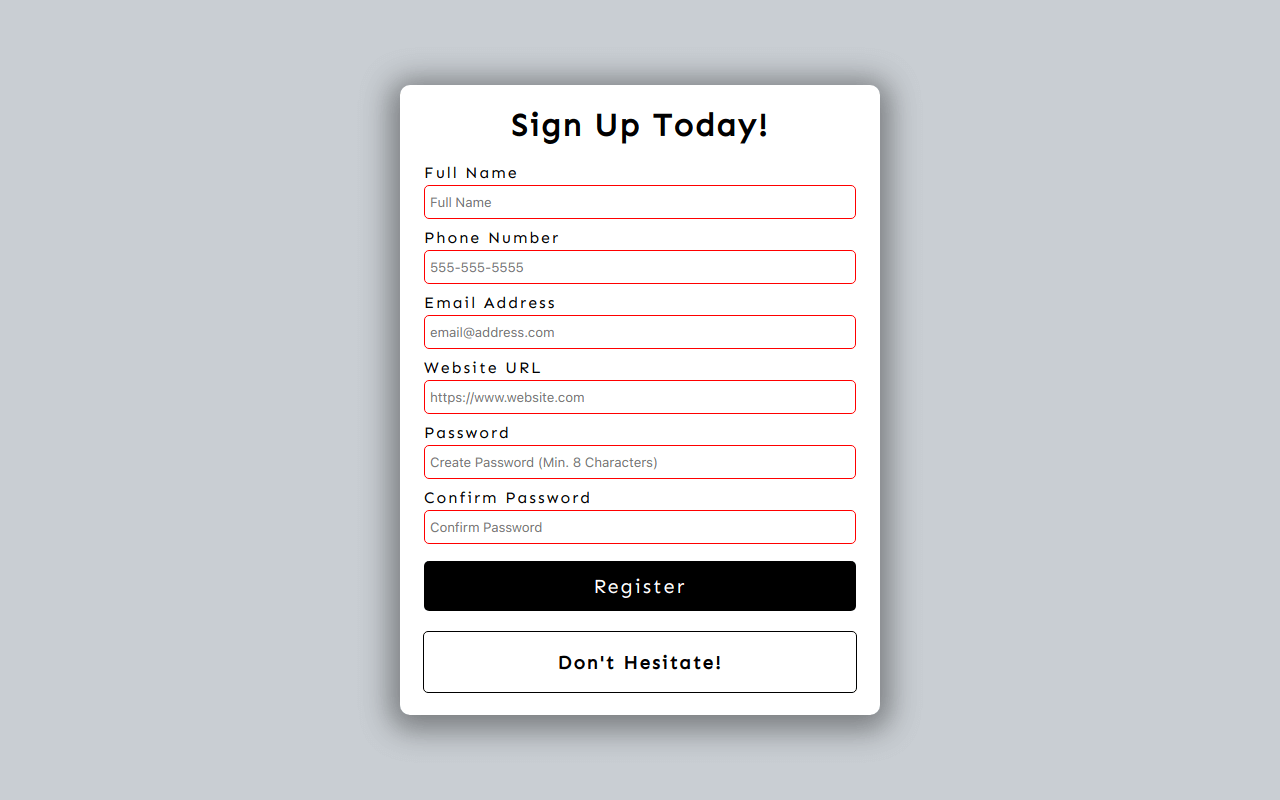 Sign Up Today!
Full Name
Full Name
Phone Number
555-555-5555
Email Address
email@address.com
Website URL
https://www.website.com
Password
Create Password (Min. 8 Characters)
Confirm Password
Confirm Password
Register
Don't Hesitate!